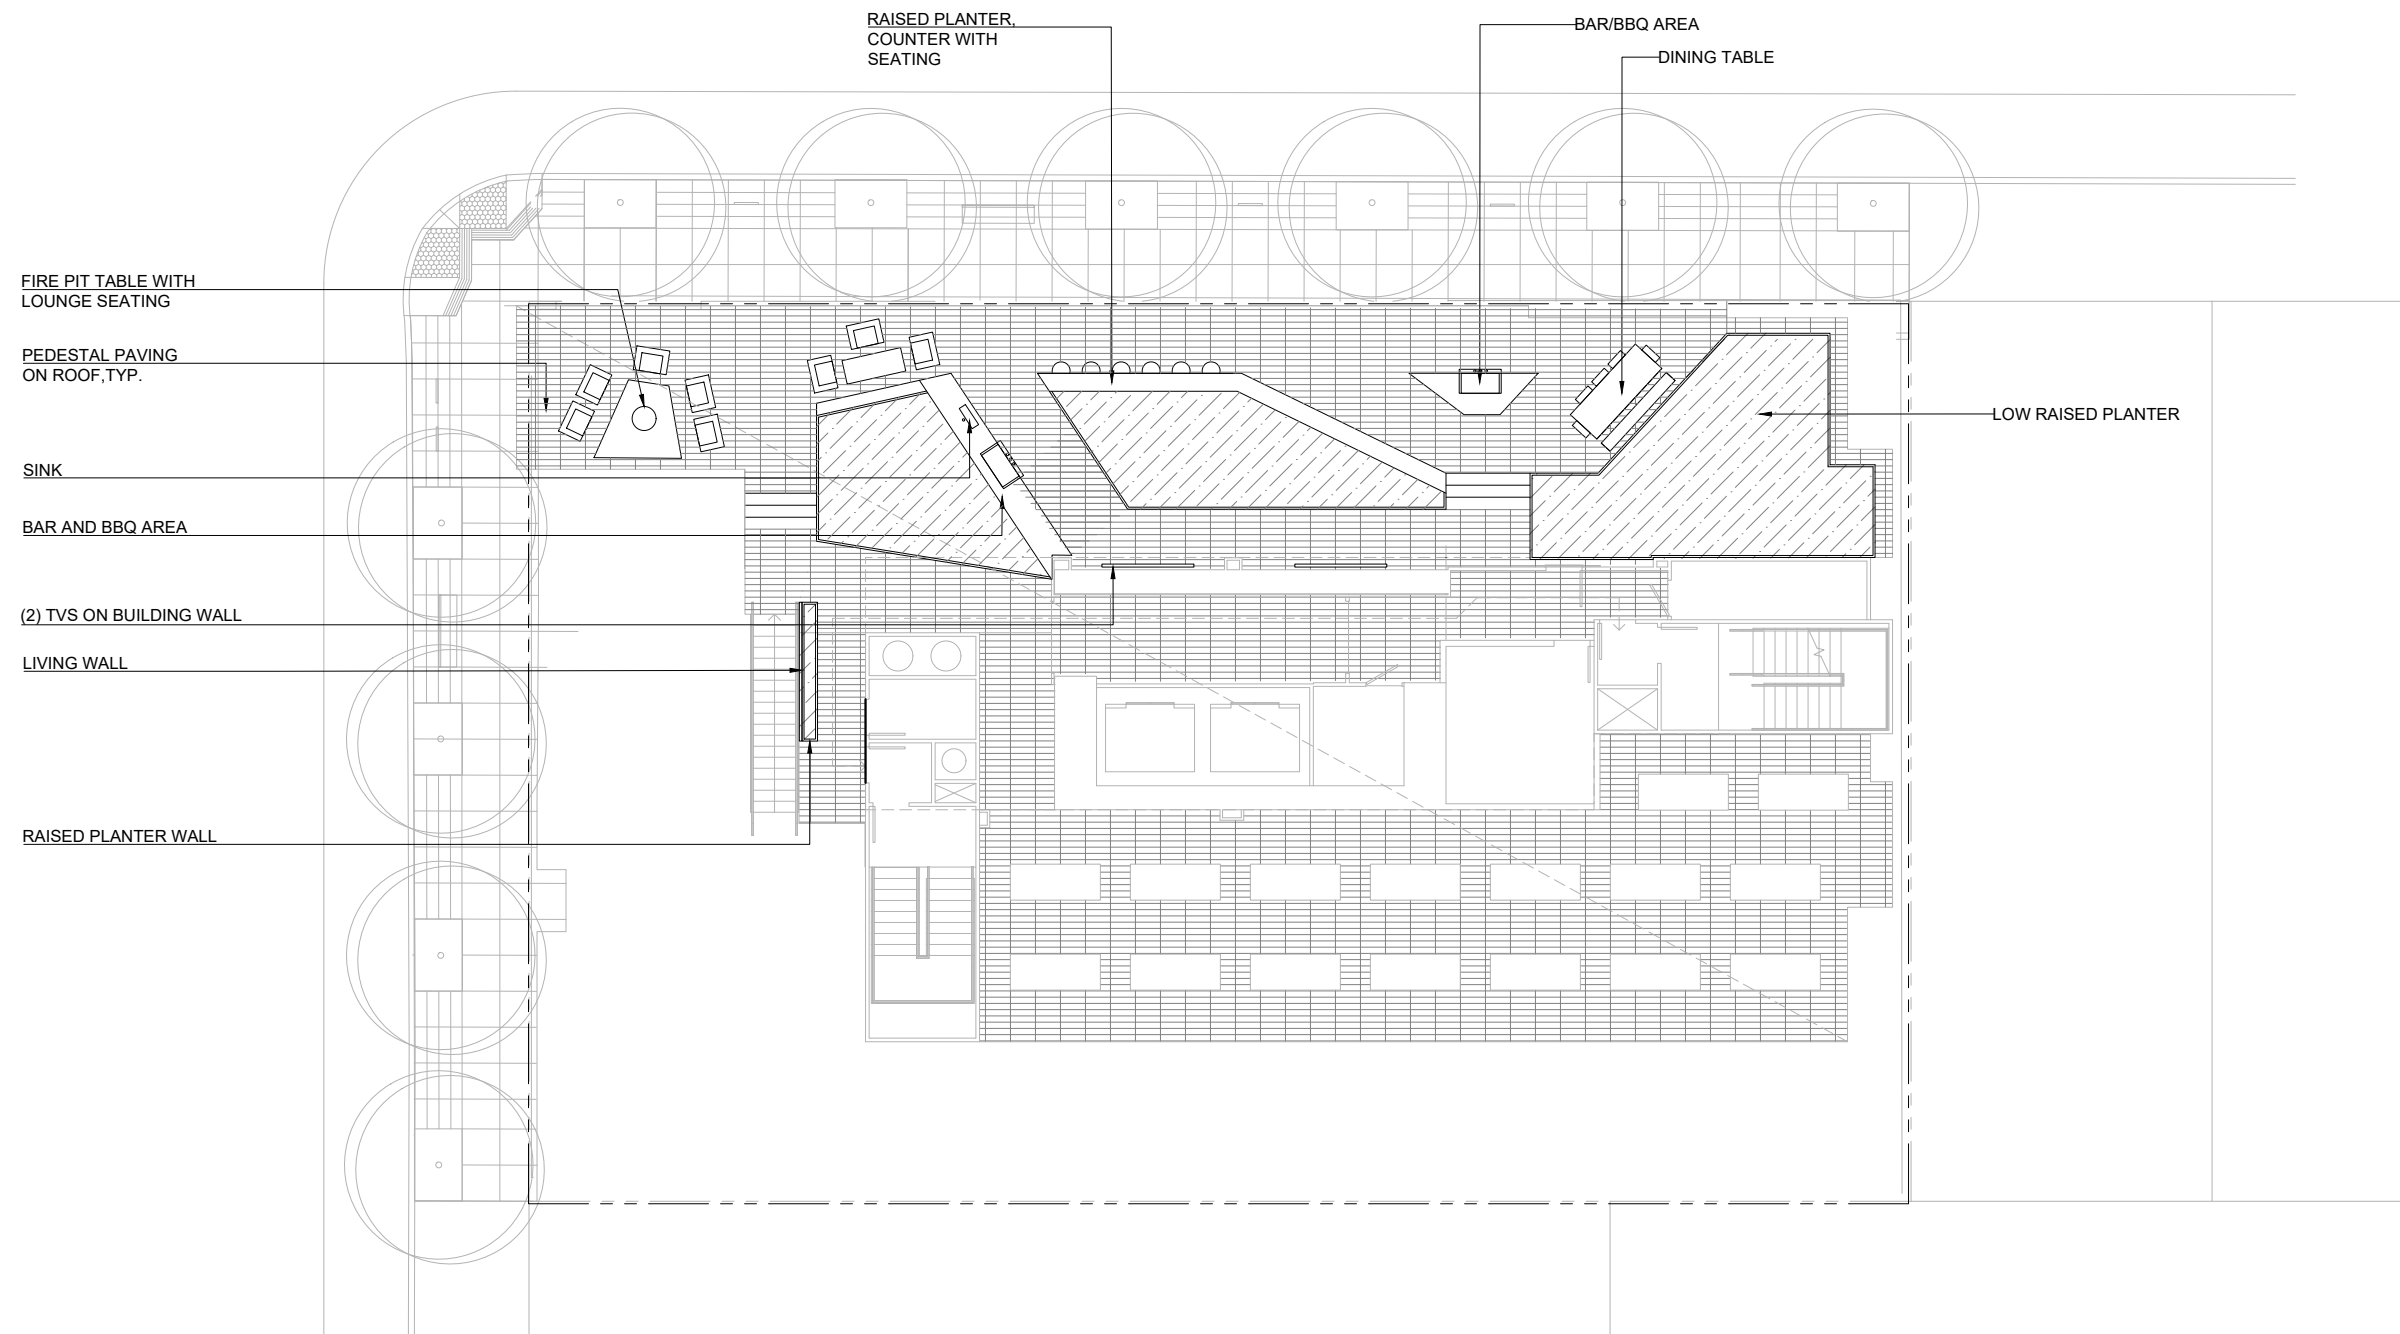 RAISED PLANTER,
COUNTER WITH
SEATING
BAR/BBQ AREA
DINING TABLE
FIRE PIT TABLE WITH
LOUNGE SEATING
PEDESTAL PAVING
ON ROOF,TYP.
LOW RAISED PLANTER
SINK
BAR AND BBQ AREA
(2) TVS ON BUILDING WALL
LIVING WALL
RAISED PLANTER WALL